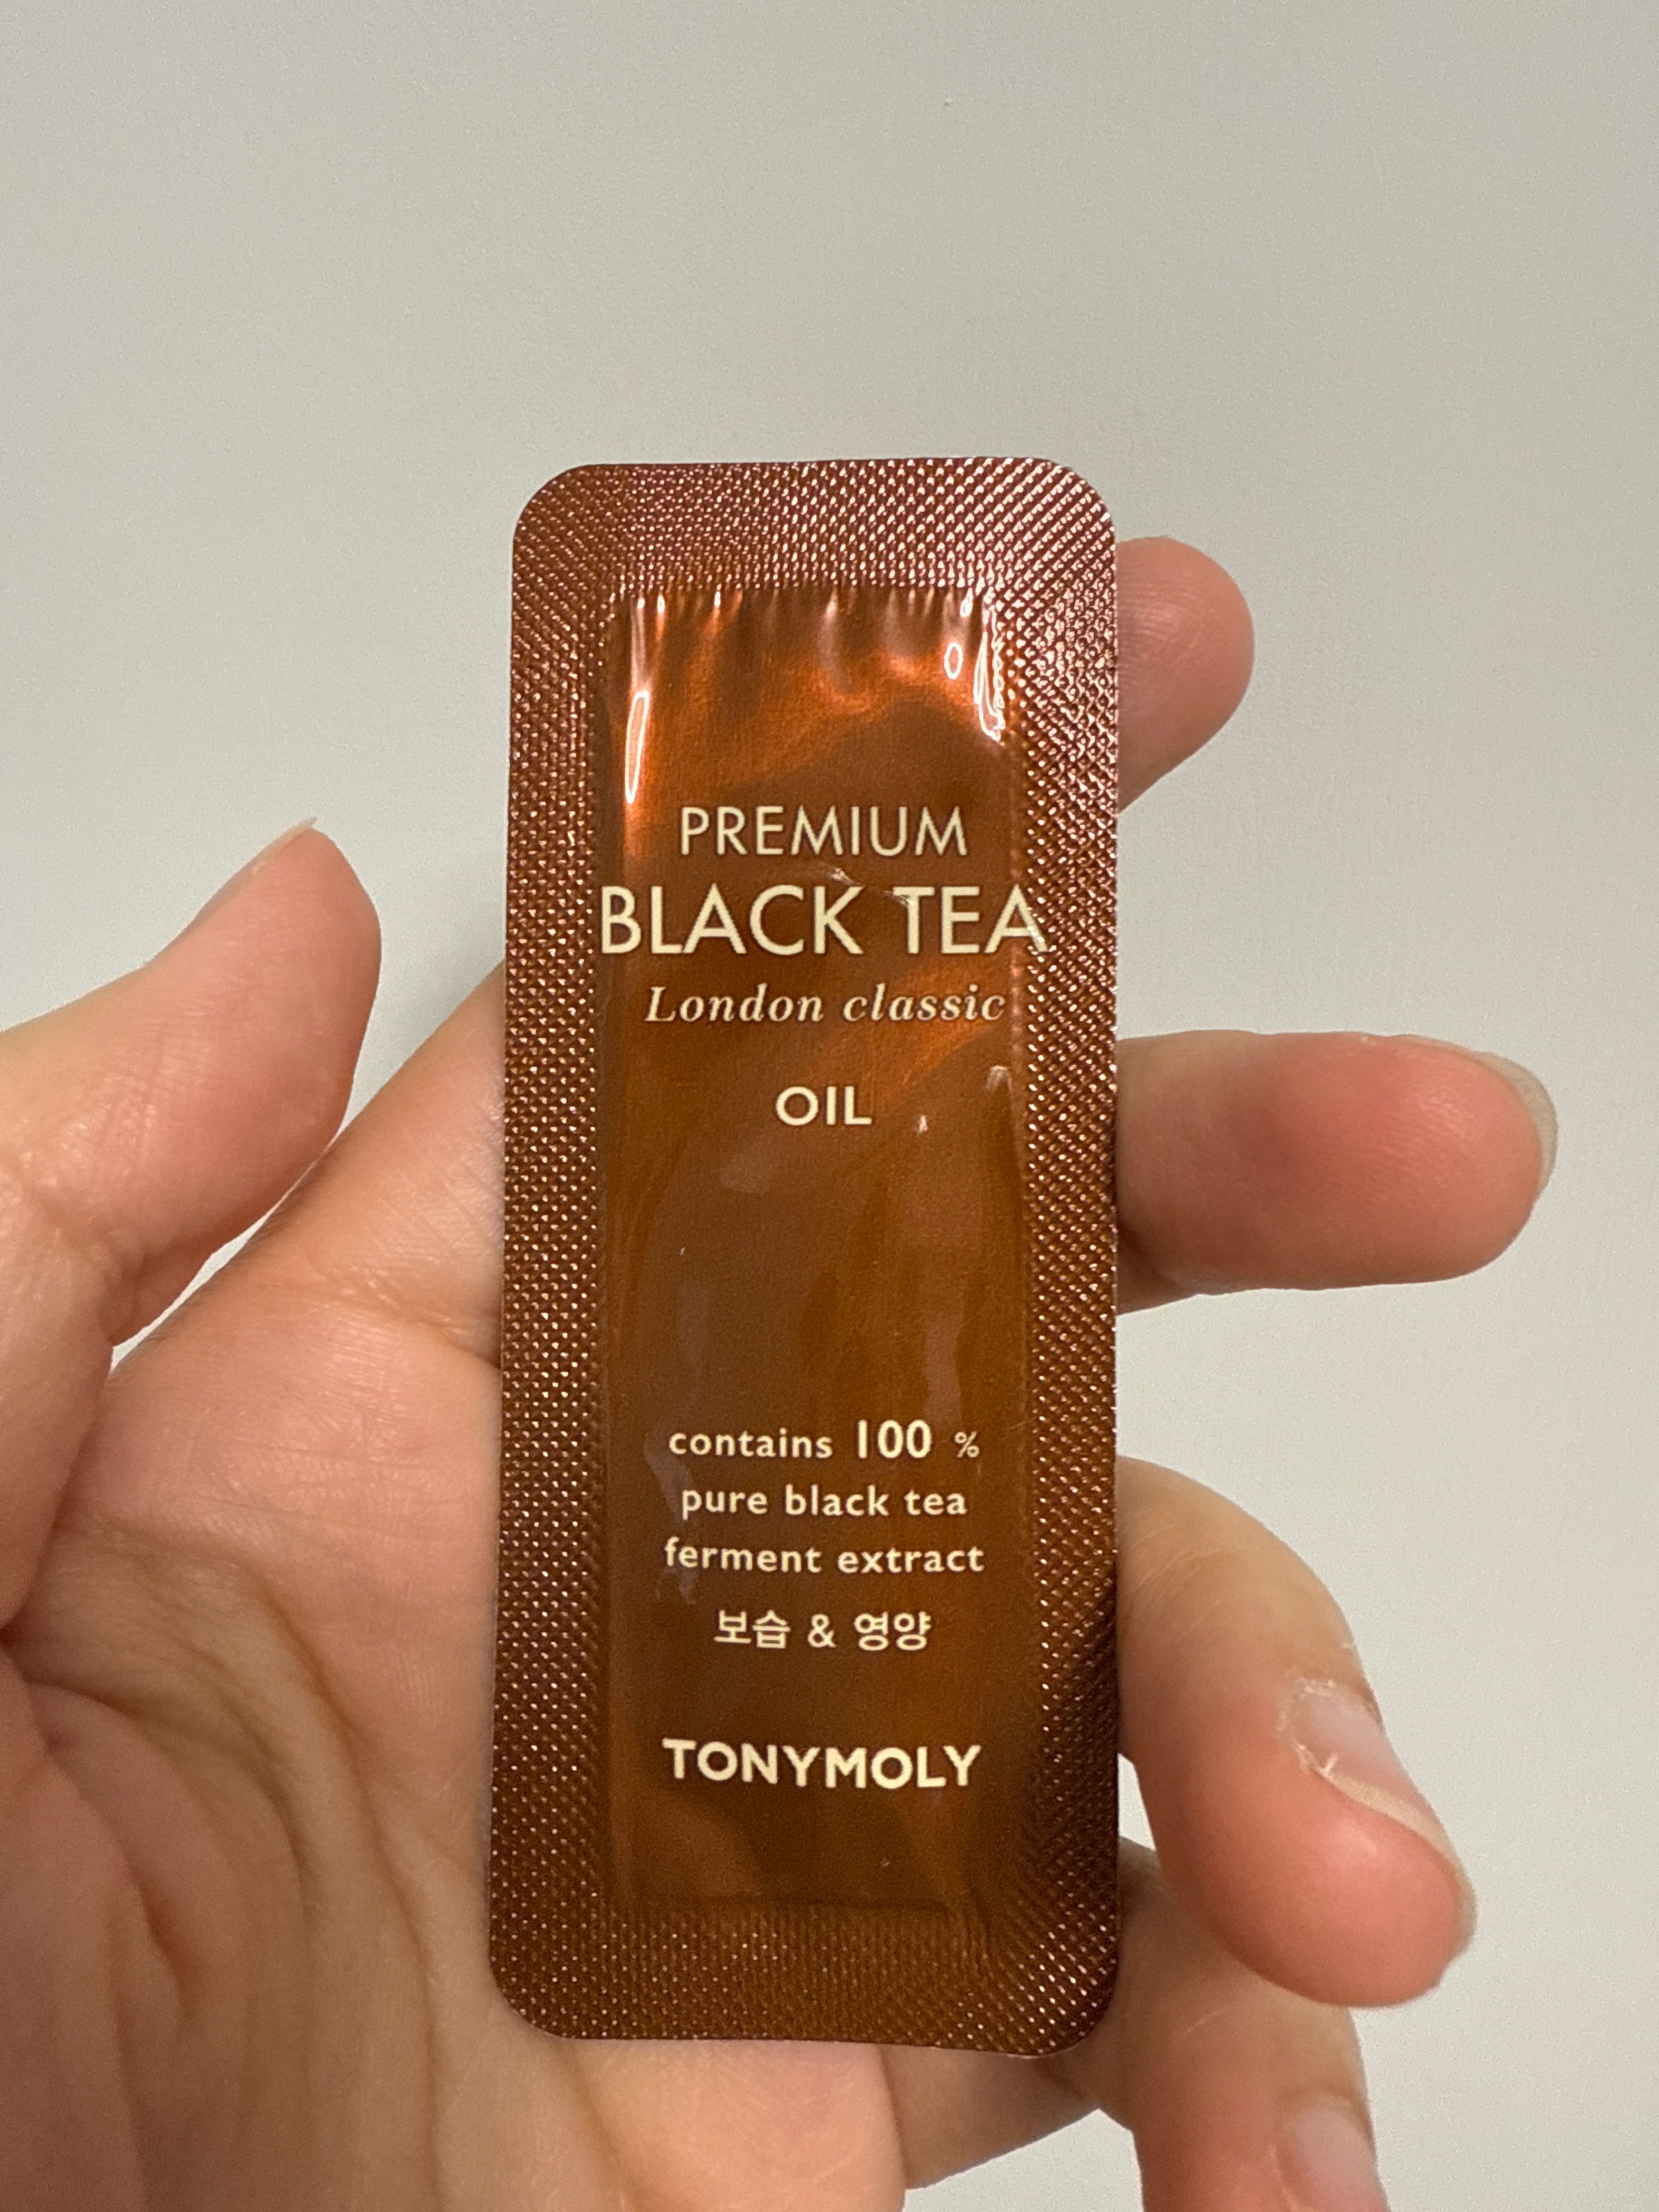 PREMIUM
BLACK TEA
London classic
OIL
contains 100 %
pure black tea
ferment extract
보습 & 영양
TONYMOLY